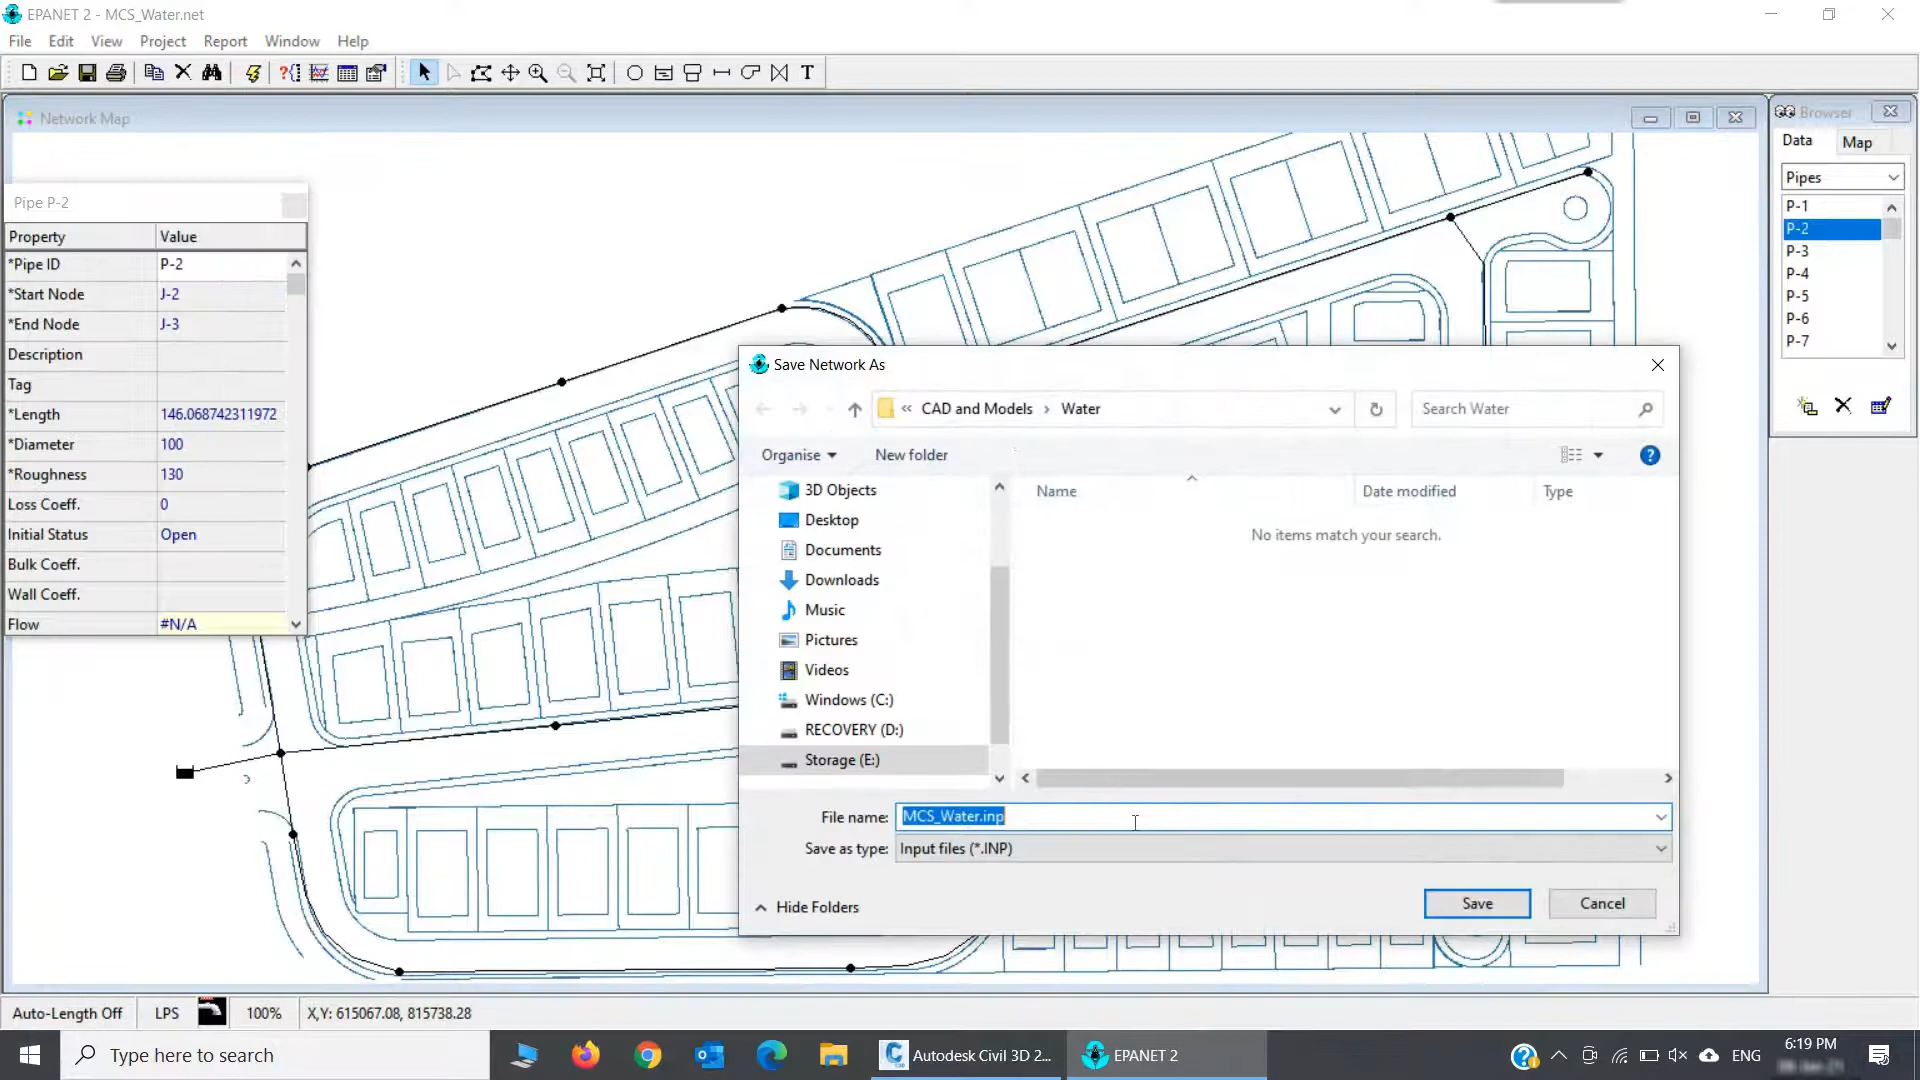 EPANET 2 - MCS_Water.net
File Edit View Project Report Window Help
Network Map
Browser
Data Map
Pipes
P-1
P-2
P-3
P-4
P-5
P-6
P-7
Pipe P-2
Property Value
*Pipe ID P-2
*Start Node J-2
*End Node J-3
Description
Tag
*Length 146.068742311972
*Diameter 100
*Roughness 130
Loss Coeff. 0
Initial Status Open
Bulk Coeff.
Wall Coeff.
Flow #N/A
Save Network As
« CAD and Models › Water
Search Water
Organise New folder
3D Objects
Desktop
Documents
Downloads
Music
Pictures
Videos
Windows (C:)
RECOVERY (D:)
Storage (E:)
Name Date modified Type
No items match your search.
File name: MCS_Water.inp
Save as type: Input files (*.INP)
Hide Folders
Save Cancel
Auto-Length Off LPS 100% X,Y: 615067.08, 815738.28
Type here to search
Autodesk Civil 3D 2...
EPANET 2
ENG
6:19 PM